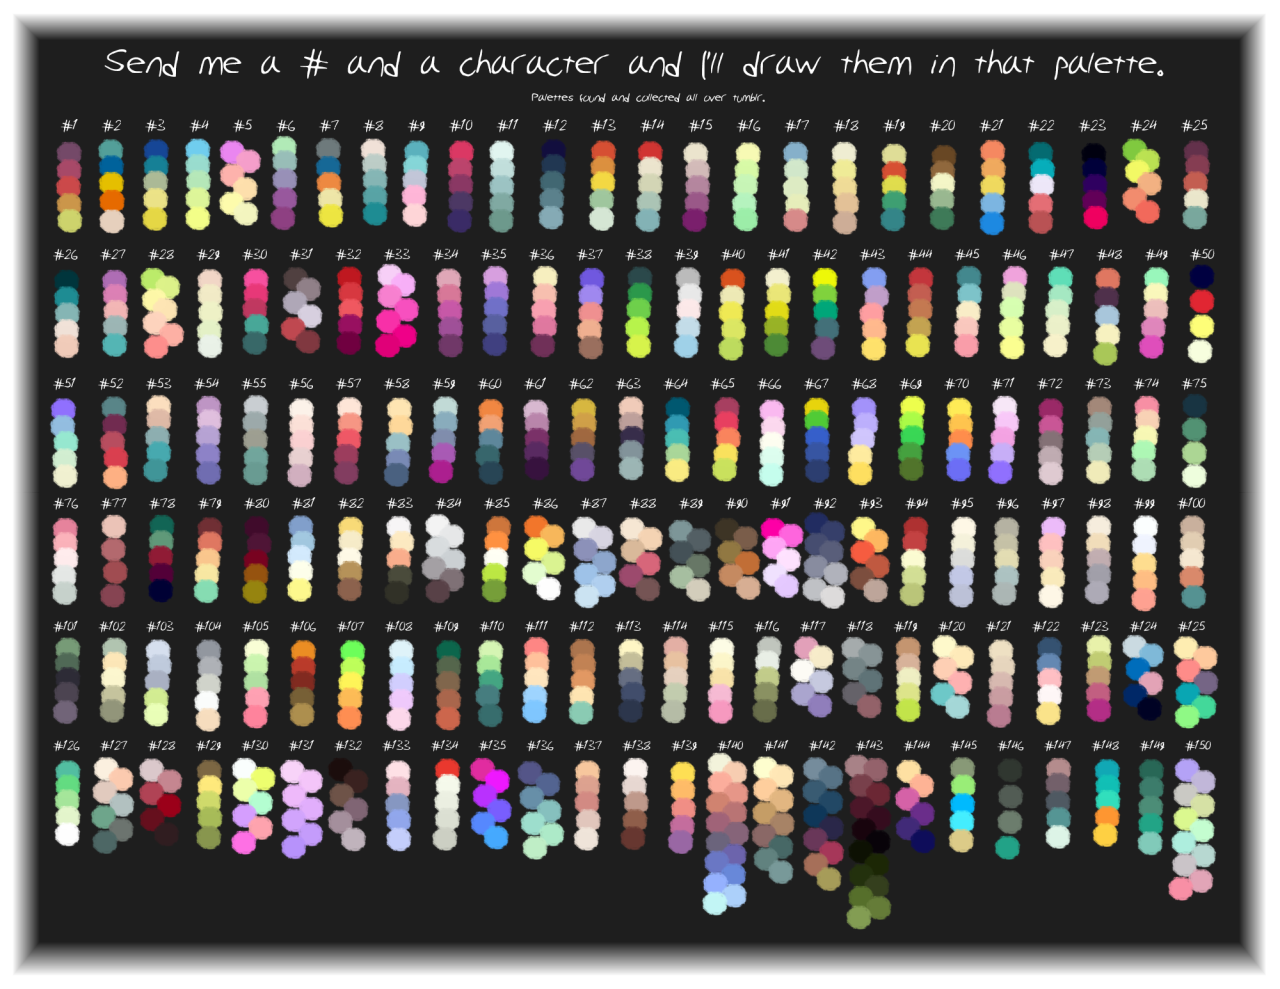 Send me a # and a character and I'll draw them in that palette.
Palettes found and collected all over tumblr.
#1 #2 #3 #4 #5 #6 #7 #8 #9 #10 #11 #12 #13 #14 #15 #16 #17 #18 #19 #20 #21 #22 #23 #24 #25
#26 #27 #28 #29 #30 #31 #32 #33 #34 #35 #36 #37 #38 #39 #40 #41 #42 #43 #44 #45 #46 #47 #48 #49 #50
#51 #52 #53 #54 #55 #56 #57 #58 #59 #60 #61 #62 #63 #64 #65 #66 #67 #68 #69 #70 #71 #72 #73 #74 #75
#76 #77 #78 #79 #80 #81 #82 #83 #84 #85 #86 #87 #88 #89 #90 #91 #92 #93 #94 #95 #96 #97 #98 #99 #100
#101 #102 #103 #104 #105 #106 #107 #108 #109 #110 #111 #112 #113 #114 #115 #116 #117 #118 #119 #120 #121 #122 #123 #124 #125
#126 #127 #128 #129 #130 #131 #132 #133 #134 #135 #136 #137 #138 #139 #140 #141 #142 #143 #144 #145 #146 #147 #148 #149 #150